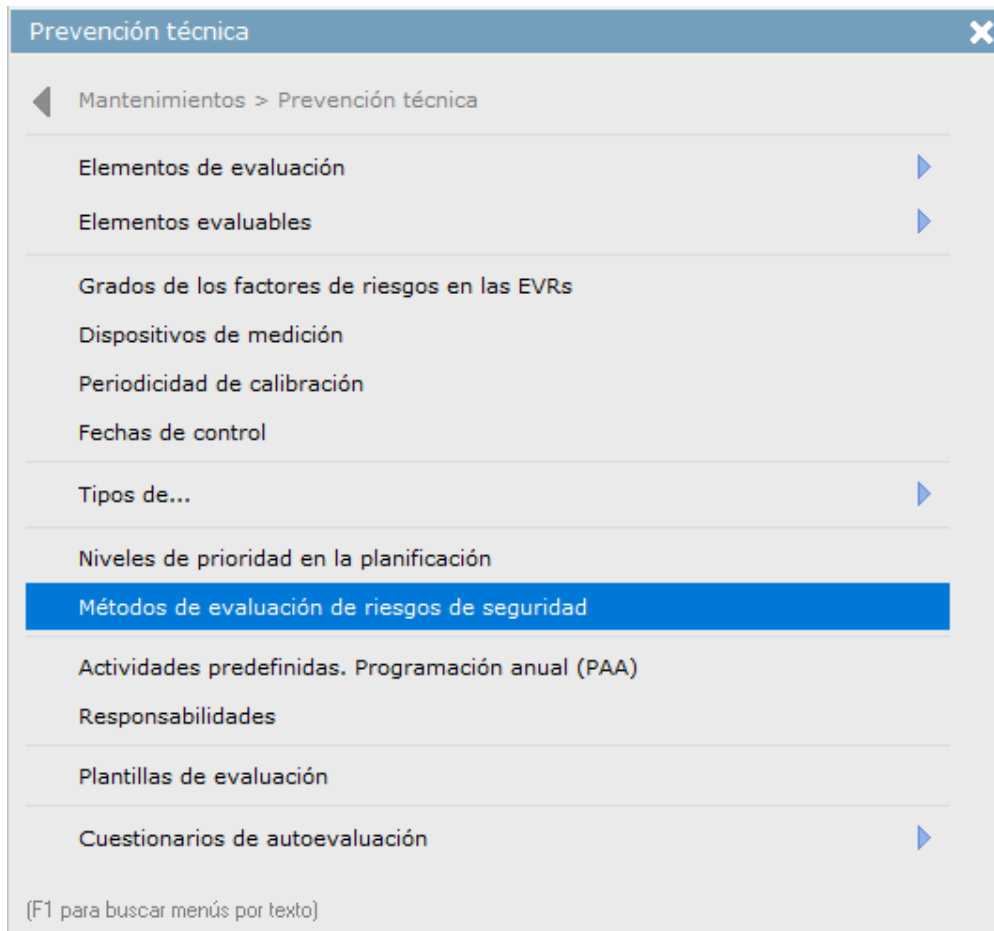 Prevención técnica
Mantenimientos > Prevención técnica
Elementos de evaluación
Elementos evaluables
Grados de los factores de riesgos en las EVRs
Dispositivos de medición
Periodicidad de calibración
Fechas de control
Tipos de...
Niveles de prioridad en la planificación
Métodos de evaluación de riesgos de seguridad
Actividades predefinidas. Programación anual (PAA)
Responsabilidades
Plantillas de evaluación
Cuestionarios de autoevaluación
(F1 para buscar menús por texto)